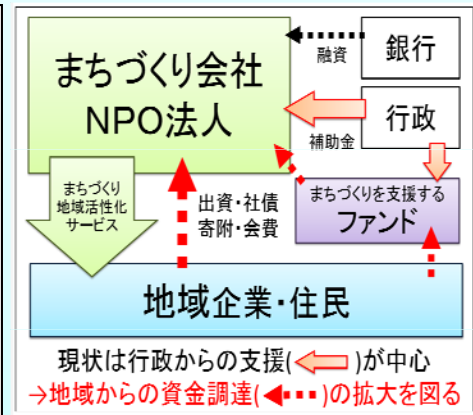 まちづくり会社
NPO法人
融資
銀行
補助金
行政
まちづくり
地域活性化
サービス
出資・社債
寄附・会費
まちづくりを支援する
ファンド
地域企業・住民
現状は行政からの支援( )が中心
→地域からの資金調達( )の拡大を図る